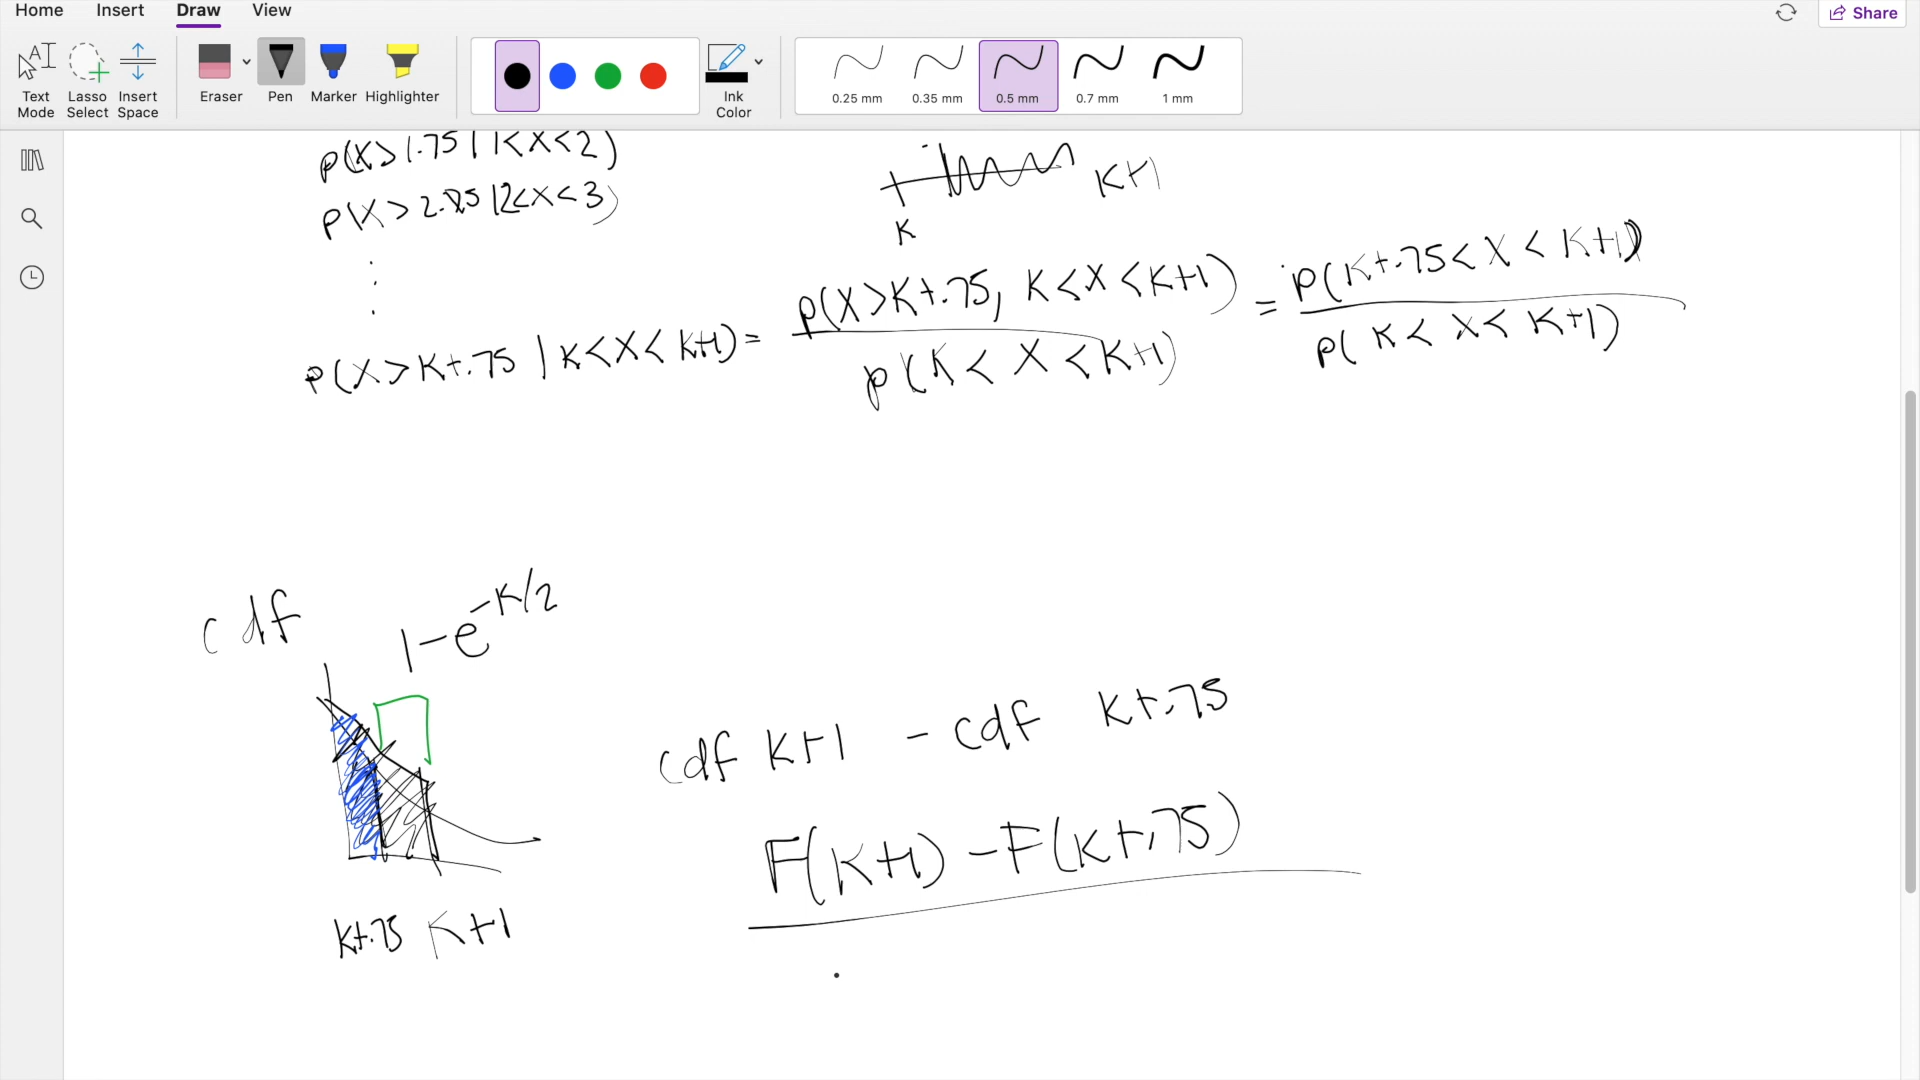 Home Insert Draw View
Share
Text Mode
Lasso Select
Insert Space
Eraser
Pen
Marker
Highlighter
Ink Color
0.25 mm
0.35 mm
0.5 mm
0.7 mm
1 mm
p(X>1.75 | 1<X<2)
p(X > 2.75 | 2<X<3)
K
K+1
p(X>K+.75 | K<X<K+1) =
p(X>K+.75, K<X<K+1)
p(K < X < K+1)
=
p(K+.75< X < K+1)
p( K < X < K+1)
cdf
1-e^-K/2
K+.75 K+1
cdf K+1 - cdf K+.75
F(K+1) - F(K+.75)